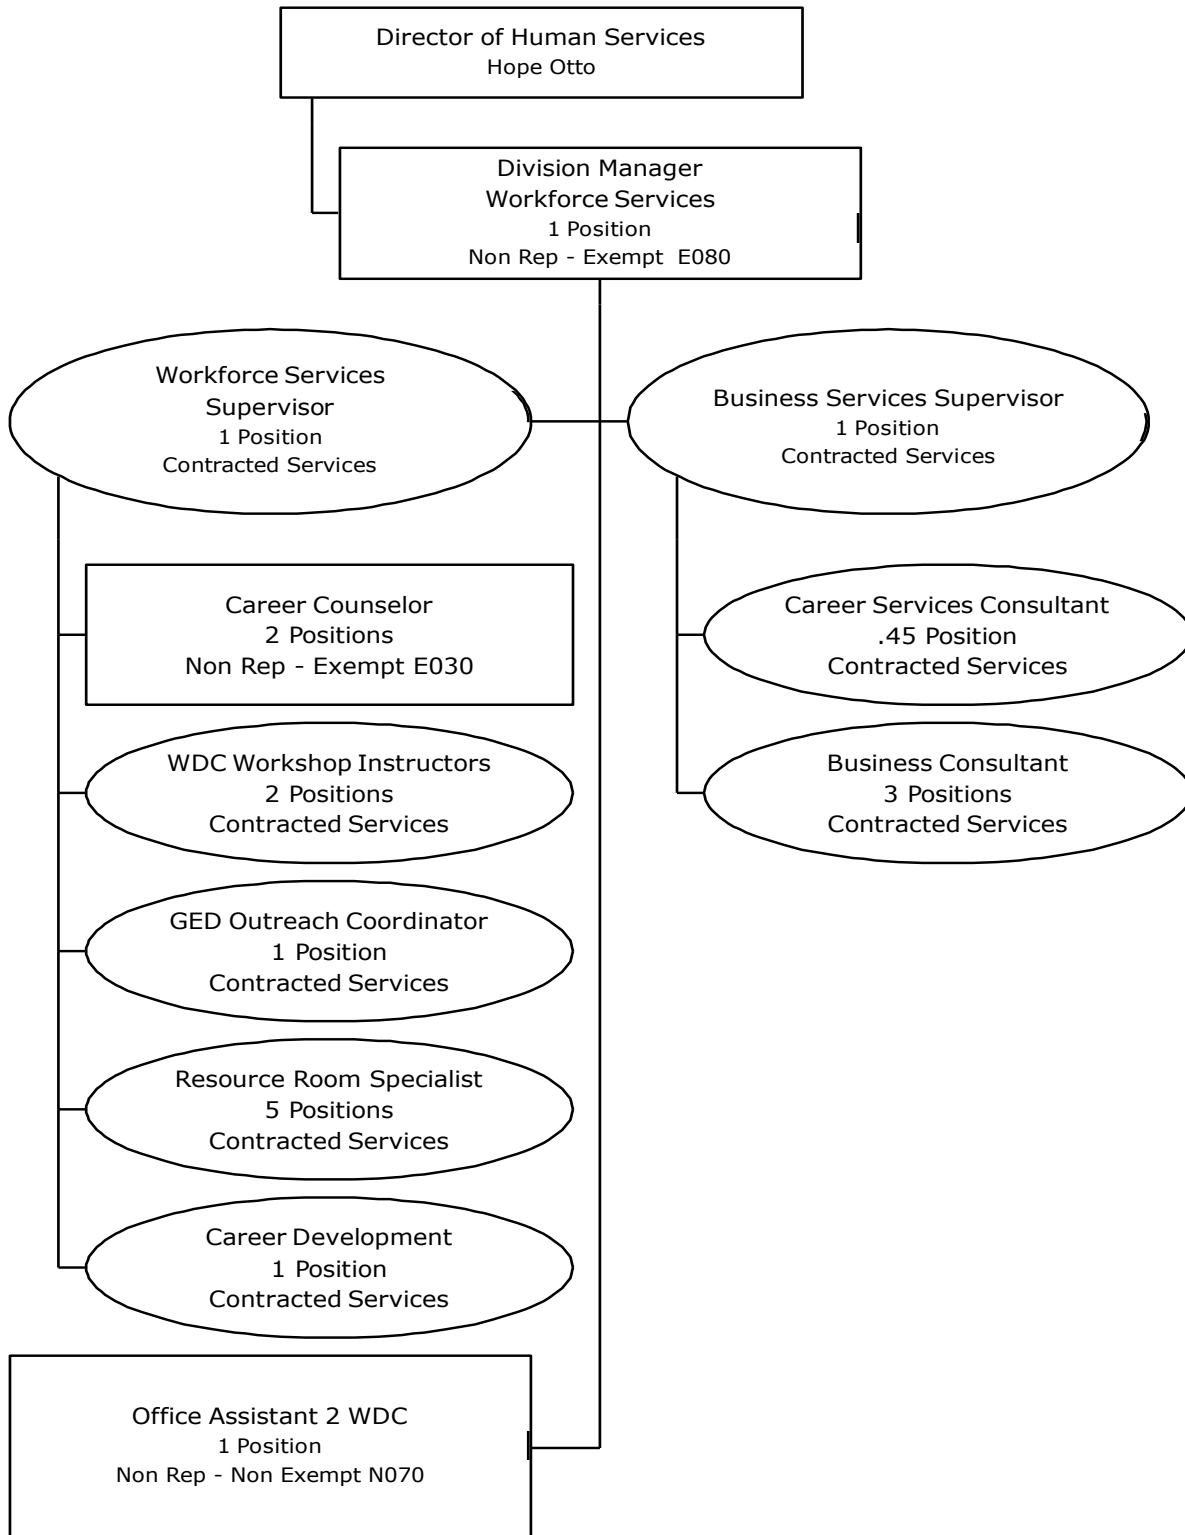 Director of Human Services
Hope Otto
Division Manager
Workforce Services
1 Position
Non Rep - Exempt E080
Workforce Services
Supervisor
1 Position
Contracted Services
Business Services Supervisor
1 Position
Contracted Services
Career Counselor
2 Positions
Non Rep - Exempt E030
WDC Workshop Instructors
2 Positions
Contracted Services
GED Outreach Coordinator
1 Position
Contracted Services
Resource Room Specialist
5 Positions
Contracted Services
Career Development
1 Position
Contracted Services
Career Services Consultant
.45 Position
Contracted Services
Business Consultant
3 Positions
Contracted Services
Office Assistant 2 WDC
1 Position
Non Rep - Non Exempt N070